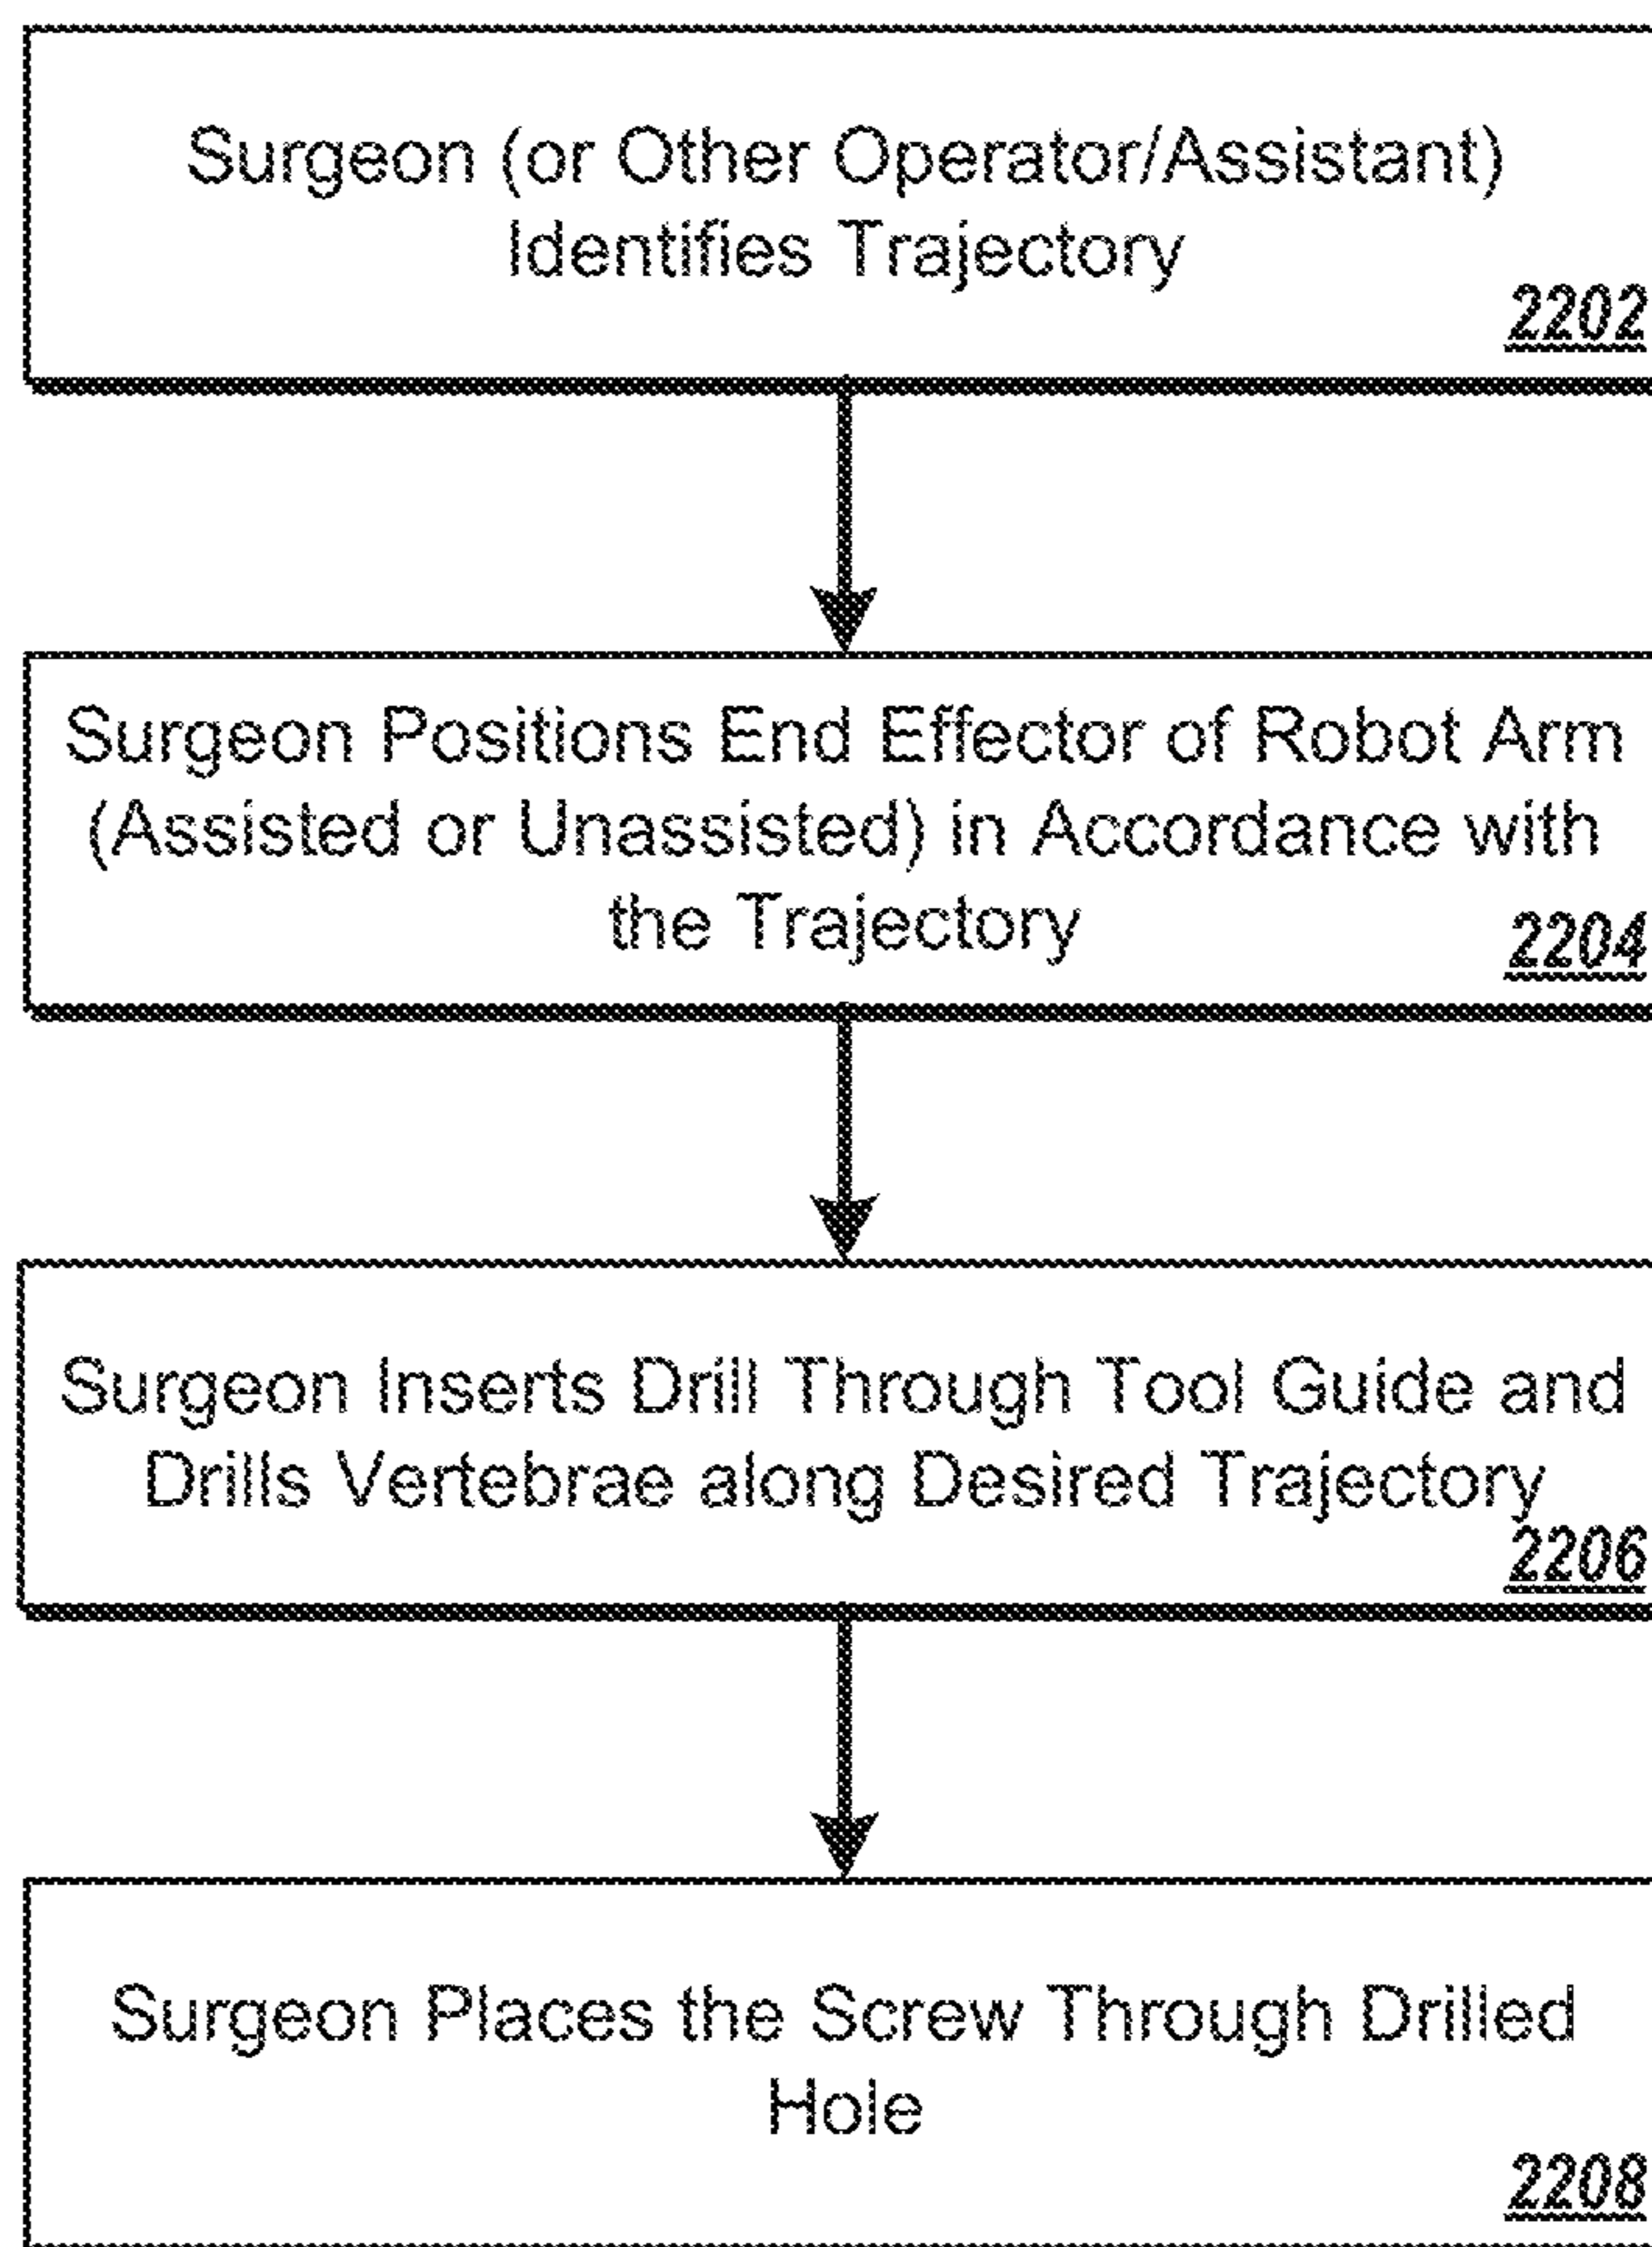 Surgeon (or Other Operator/Assistant)
Identifies Trajectory
2202
Surgeon Positions End Effector of Robot Arm
(Assisted or Unassisted) in Accordance with
the Trajectory
2204
Surgeon Inserts Drill Through Tool Guide and
Drills Vertebrae along Desired Trajectory
2206
Surgeon Places the Screw Through Drilled
Hole
2208